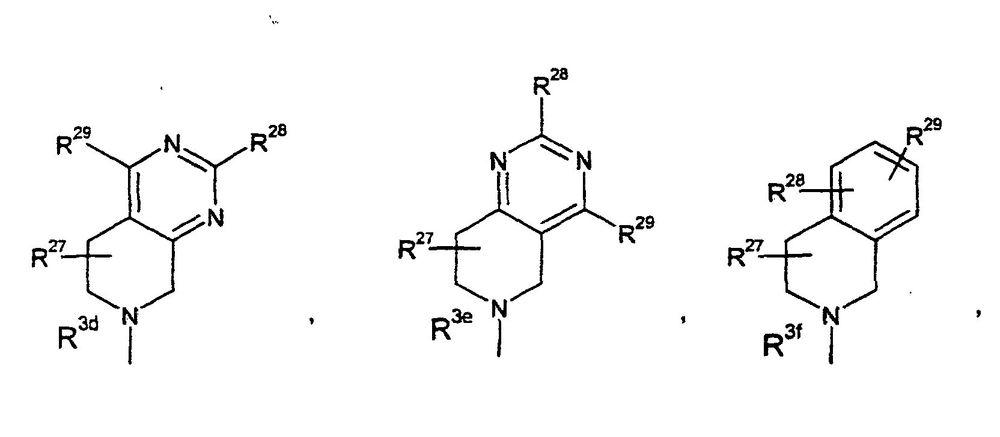 R29 N R28
N
R27
N
R3d
,
R28
N N
R29
R27
N
R3e
,
R29
R28
R27
N
R3f
,